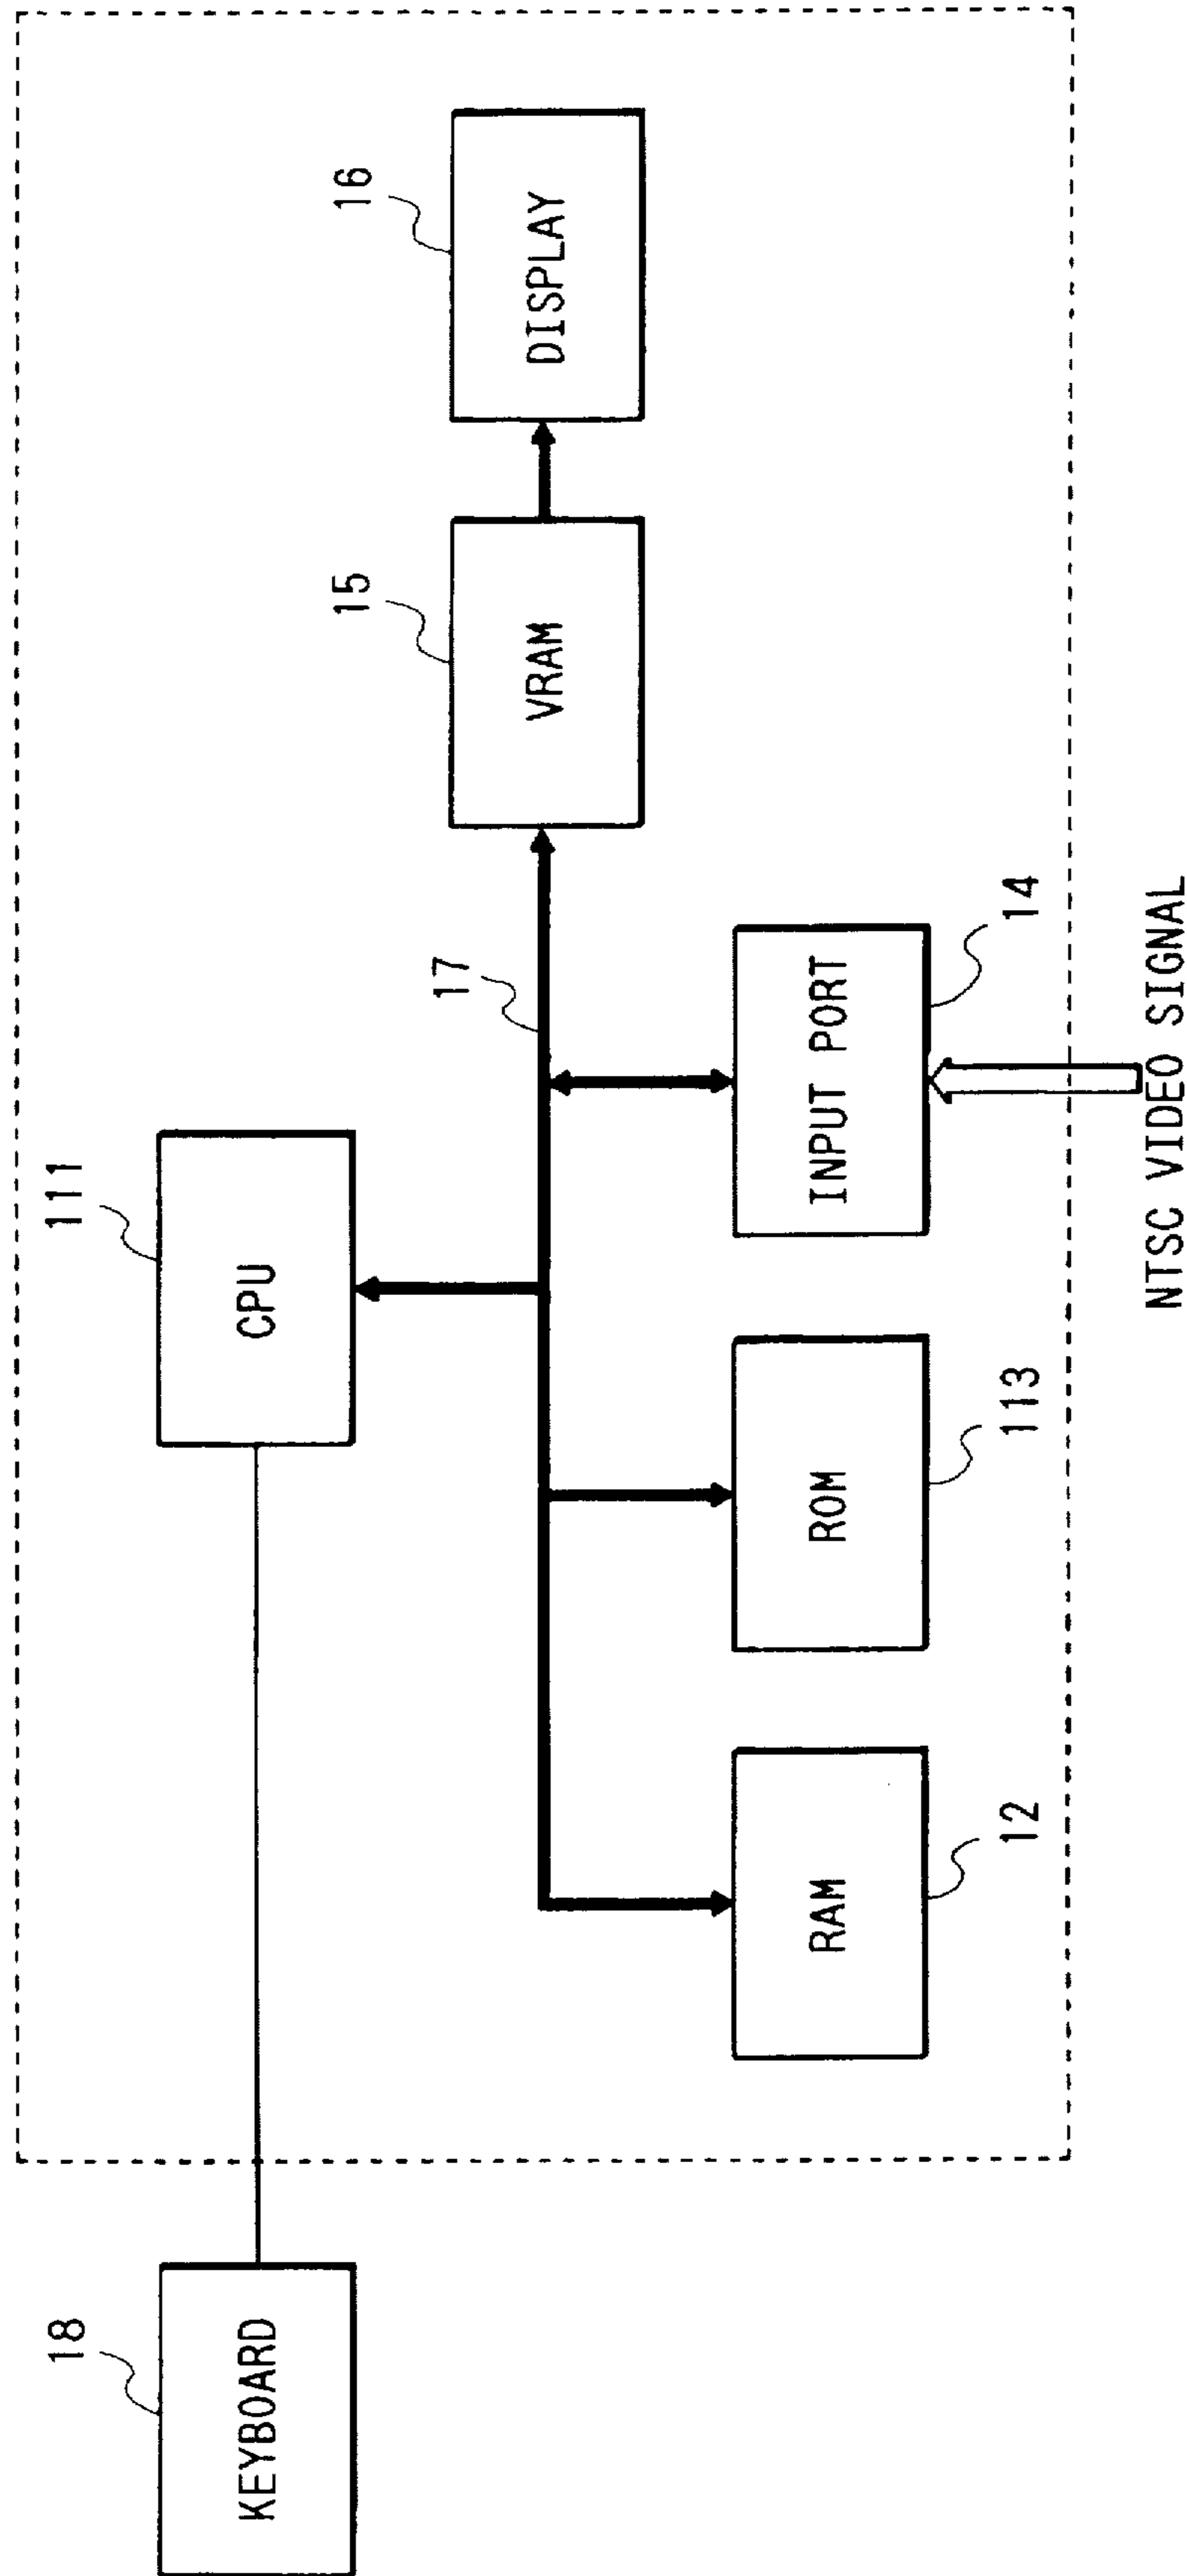 18
KEYBOARD
111
CPU
17
15
VRAM
16
DISPLAY
RAM
12
ROM
113
INPUT PORT
14
NTSC VIDEO SIGNAL